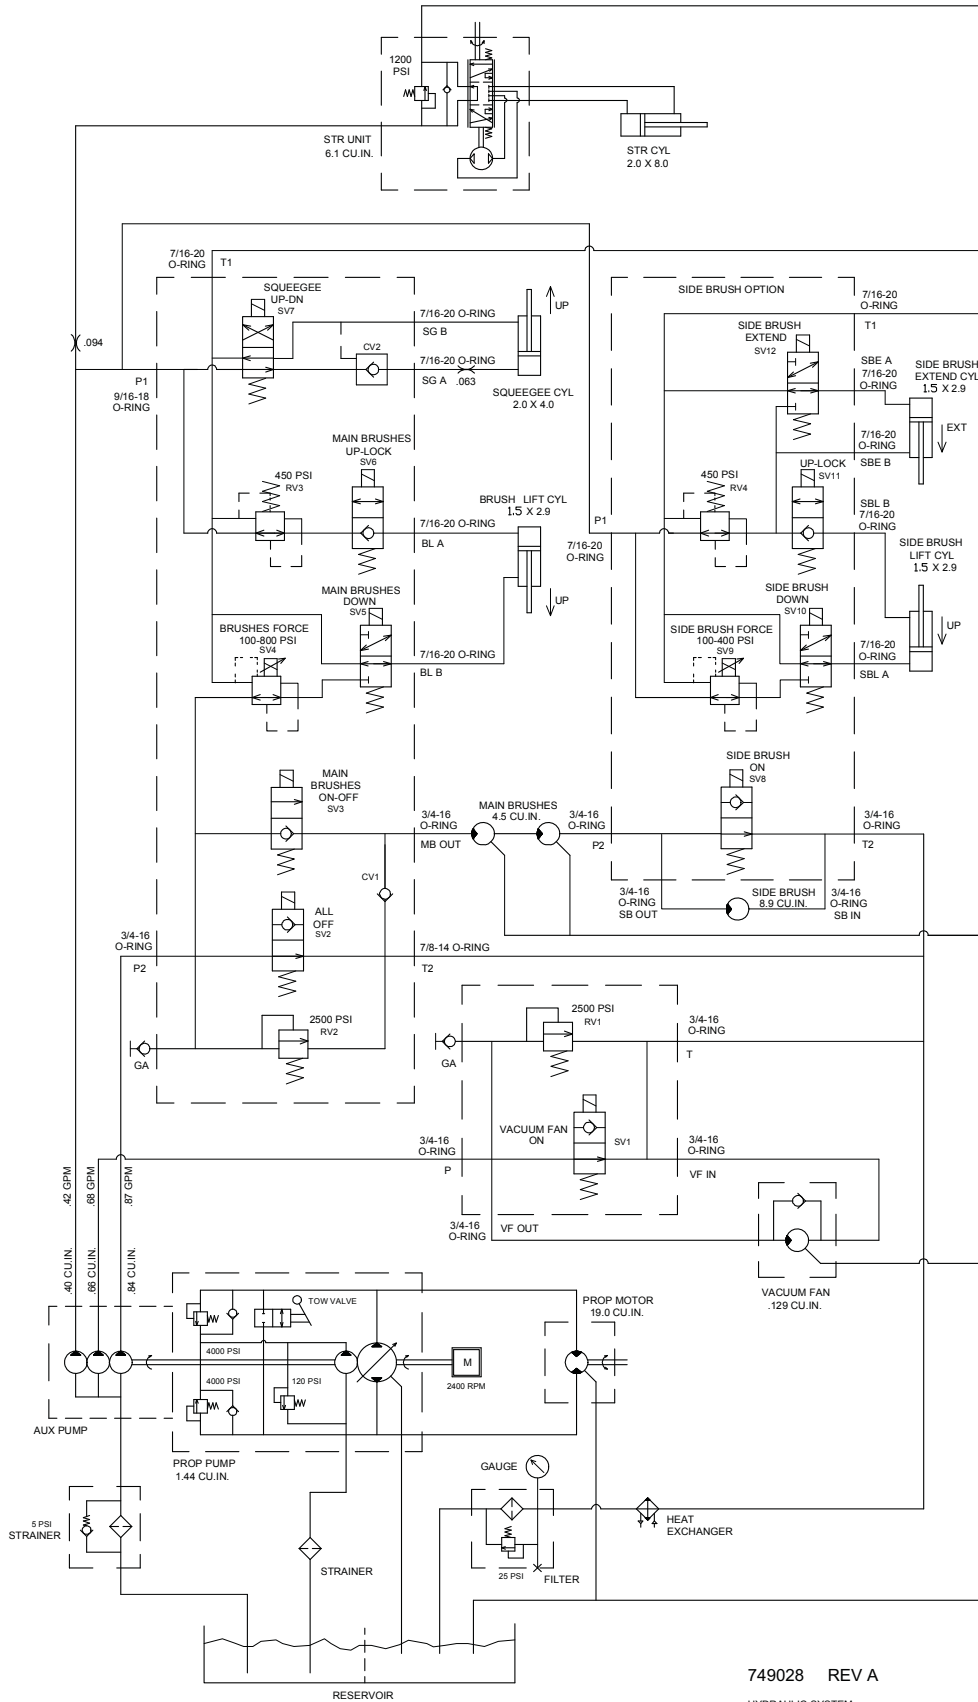 1200
PSI
STR UNIT
6.1 CU.IN.
STR CYL
2.0 X 8.0
7/16-20
O-RING
T1
SQUEEGEE
UP-DN
SV7
7/16-20 O-RING
SG B
UP
CV2
7/16-20 O-RING
SG A
.063
SQUEEGEE CYL
2.0 X 4.0
.094
P1
9/16-18
O-RING
SIDE BRUSH OPTION
7/16-20
O-RING
T1
SIDE BRUSH
EXTEND
SV12
SBE A
7/16-20
O-RING
SIDE BRUSH
EXTEND CYL
1.5 X 2.9
EXT
7/16-20
O-RING
SBE B
MAIN BRUSHES
UP-LOCK
SV6
450 PSI
RV3
BRUSH LIFT CYL
1.5 X 2.9
7/16-20 O-RING
BL A
UP
P1
7/16-20
O-RING
450 PSI
RV4
UP-LOCK
SV11
SBL B
7/16-20
O-RING
SIDE BRUSH
LIFT CYL
1.5 X 2.9
UP
MAIN BRUSHES
DOWN
SV5
BRUSHES FORCE
100-800 PSI
SV4
7/16-20 O-RING
BL B
SIDE BRUSH
DOWN
SV10
SIDE BRUSH FORCE
100-400 PSI
SV9
7/16-20
O-RING
SBL A
MAIN
BRUSHES
ON-OFF
SV3
3/4-16
O-RING
MB OUT
MAIN BRUSHES
4.5 CU.IN.
3/4-16
O-RING
P2
SIDE BRUSH
ON
SV8
3/4-16
O-RING
T2
CV1
3/4-16
O-RING
SB OUT
SIDE BRUSH
8.9 CU.IN.
3/4-16
O-RING
SB IN
ALL
OFF
SV2
3/4-16
O-RING
P2
7/8-14 O-RING
T2
2500 PSI
RV2
GA
2500 PSI
RV1
GA
3/4-16
O-RING
T
VACUUM FAN
ON
SV1
3/4-16
O-RING
P
3/4-16
O-RING
VF IN
3/4-16
O-RING
VF OUT
VACUUM FAN
.129 CU.IN.
.42 GPM
.68 GPM
.87 GPM
.40 CU.IN.
.66 CU.IN.
.84 CU.IN.
TOW VALVE
4000 PSI
4000 PSI
120 PSI
M
2400 RPM
PROP MOTOR
19.0 CU.IN.
AUX PUMP
PROP PUMP
1.44 CU.IN.
GAUGE
5 PSI
STRAINER
STRAINER
25 PSI
FILTER
HEAT
EXCHANGER
RESERVOIR
749028 REV A
HYDRAULIC SYSTEM